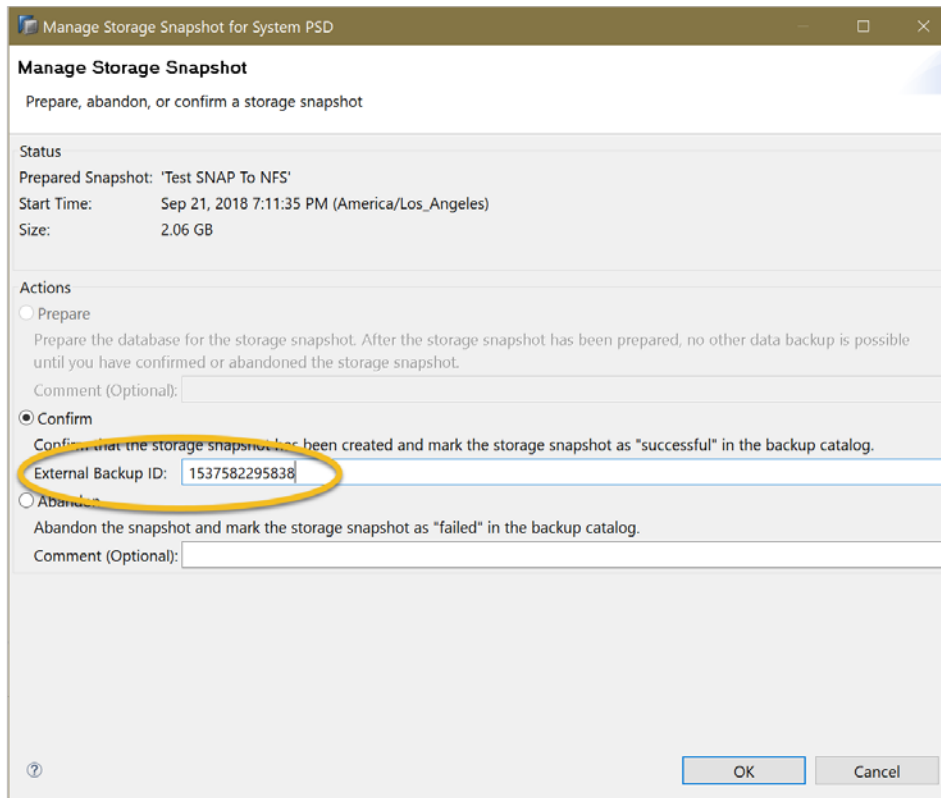 Manage Storage Snapshot for System PSD
Manage Storage Snapshot
Prepare, abandon, or confirm a storage snapshot
Status
Prepared Snapshot: 'Test SNAP To NFS'
Start Time: Sep 21, 2018 7:11:35 PM (America/Los_Angeles)
Size: 2.06 GB
Actions
Prepare
Prepare the database for the storage snapshot. After the storage snapshot has been prepared, no other data backup is possible
until you have confirmed or abandoned the storage snapshot.
Comment (Optional):
Confirm
Confirm that the storage snapshot has been created and mark the storage snapshot as "successful" in the backup catalog.
External Backup ID: 1537582295838
Abandon
Abandon the snapshot and mark the storage snapshot as "failed" in the backup catalog.
Comment (Optional):
?
OK Cancel